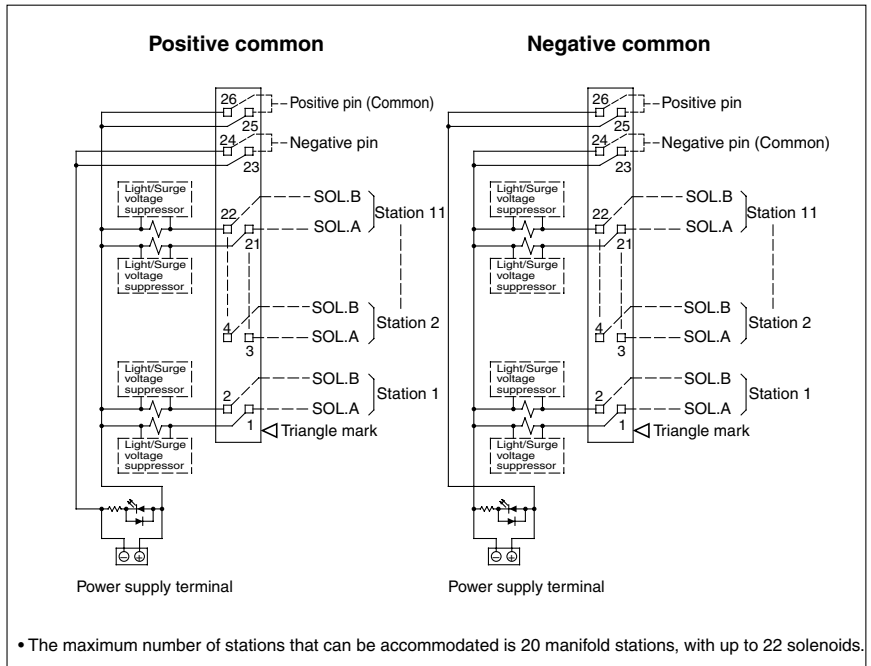 Positive common
26
Positive pin (Common)
25
24
Negative pin
23
Light/Surge
voltage
suppressor
22
SOL.B
Station 11
SOL.A
21
Light/Surge
voltage
suppressor
SOL.B
4
Station 2
SOL.A
3
Light/Surge
voltage
suppressor
2
SOL.B
Station 1
SOL.A
1
Triangle mark
Light/Surge
voltage
suppressor
Power supply terminal
Negative common
26
Positive pin
25
24
Negative pin (Common)
23
Light/Surge
voltage
suppressor
22
SOL.B
Station 11
SOL.A
21
Light/Surge
voltage
suppressor
SOL.B
4
Station 2
SOL.A
3
Light/Surge
voltage
suppressor
2
SOL.B
Station 1
SOL.A
1
Triangle mark
Light/Surge
voltage
suppressor
Power supply terminal
• The maximum number of stations that can be accommodated is 20 manifold stations, with up to 22 solenoids.